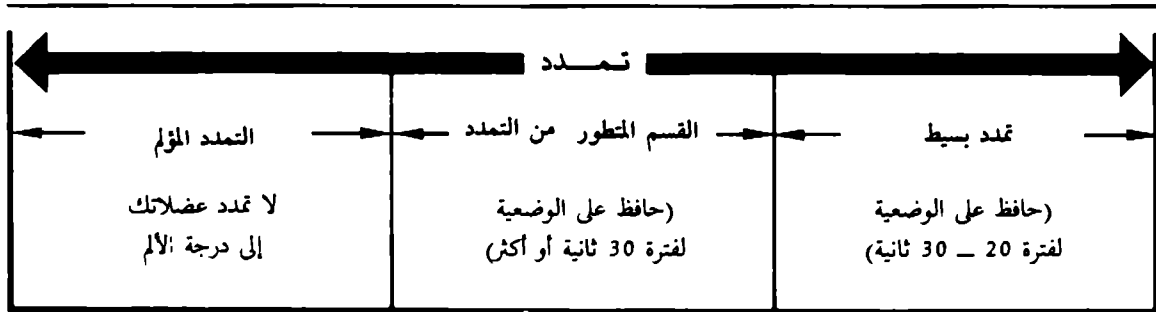 تمـــدد
تمدد بسيط
القسم المتطور من التمدد
التمدد المؤلم
(حافظ على الوضعية
لفترة 20 — 30 ثانية)
(حافظ على الوضعية
لفترة 30 ثانية أو أكثر)
لا تمدد عضلاتك
إلى درجة الألم